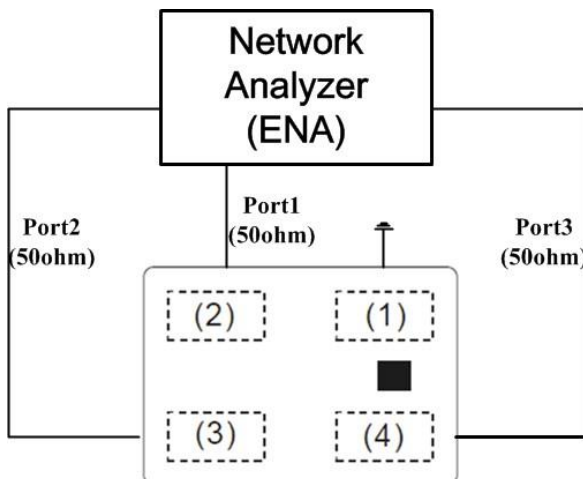 Network
Analyzer
(ENA)
Port2
(50ohm)
Port1
(50ohm)
Port3
(50ohm)
(2)
(1)
(3)
(4)